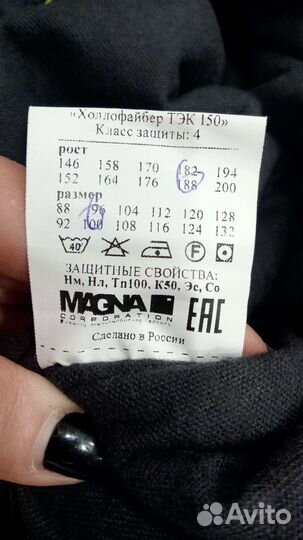 «Холлофайбер ТЭК 150»
Класс защиты: 4
рост
146 158 170 182 194
152 164 176 188 200
размер
88 96 104 112 120 128
92 100 108 116 124 132
40 F
ЗАЩИТНЫЕ СВОЙСТВА:
Нм, Нл, Тп100, К50, Эс, Со
MAGNA EAC
CORPORATION
Сделано в России
Avito